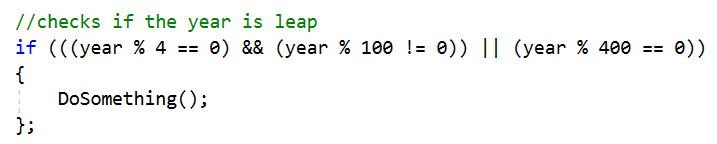 //checks if the year is leap
if (((year % 4 == 0) && (year % 100 != 0)) || (year % 400 == 0))
{
    DoSomething();
};